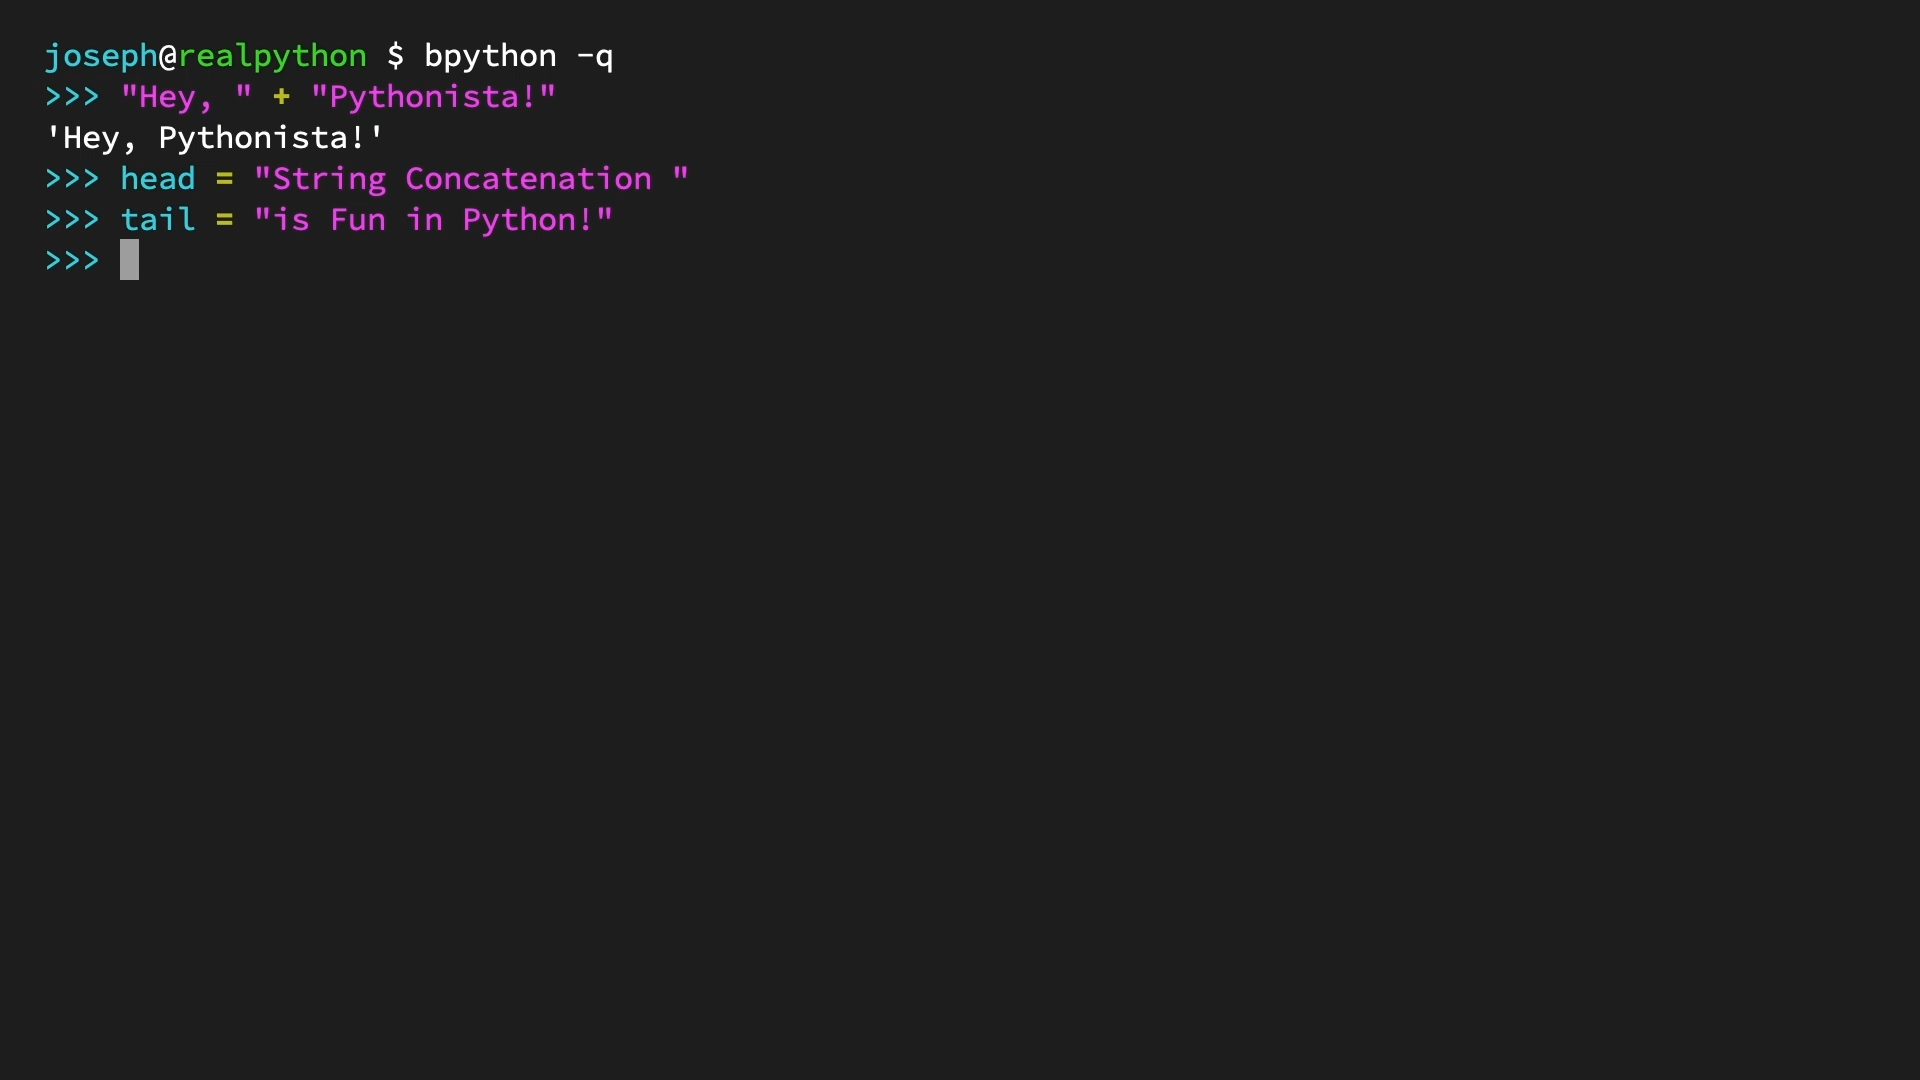 joseph@realpython $ bpython -q
>>> "Hey, " + "Pythonista!"
'Hey, Pythonista!'
>>> head = "String Concatenation "
>>> tail = "is Fun in Python!"
>>>